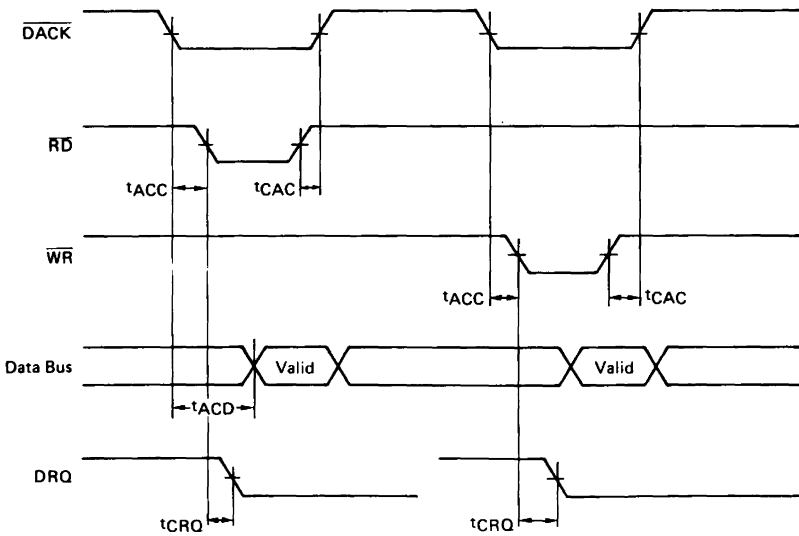 DACK
RD
tACC tCAC
WR
tACC tCAC
Data Bus Valid Valid
tACD
DRQ
tCRQ tCRQ